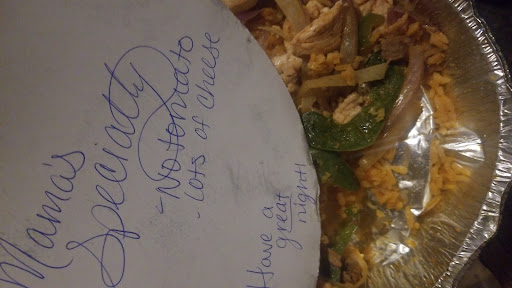 Mama's
Specialty
- No tomato
- Lots of cheese
Have a
great
night!